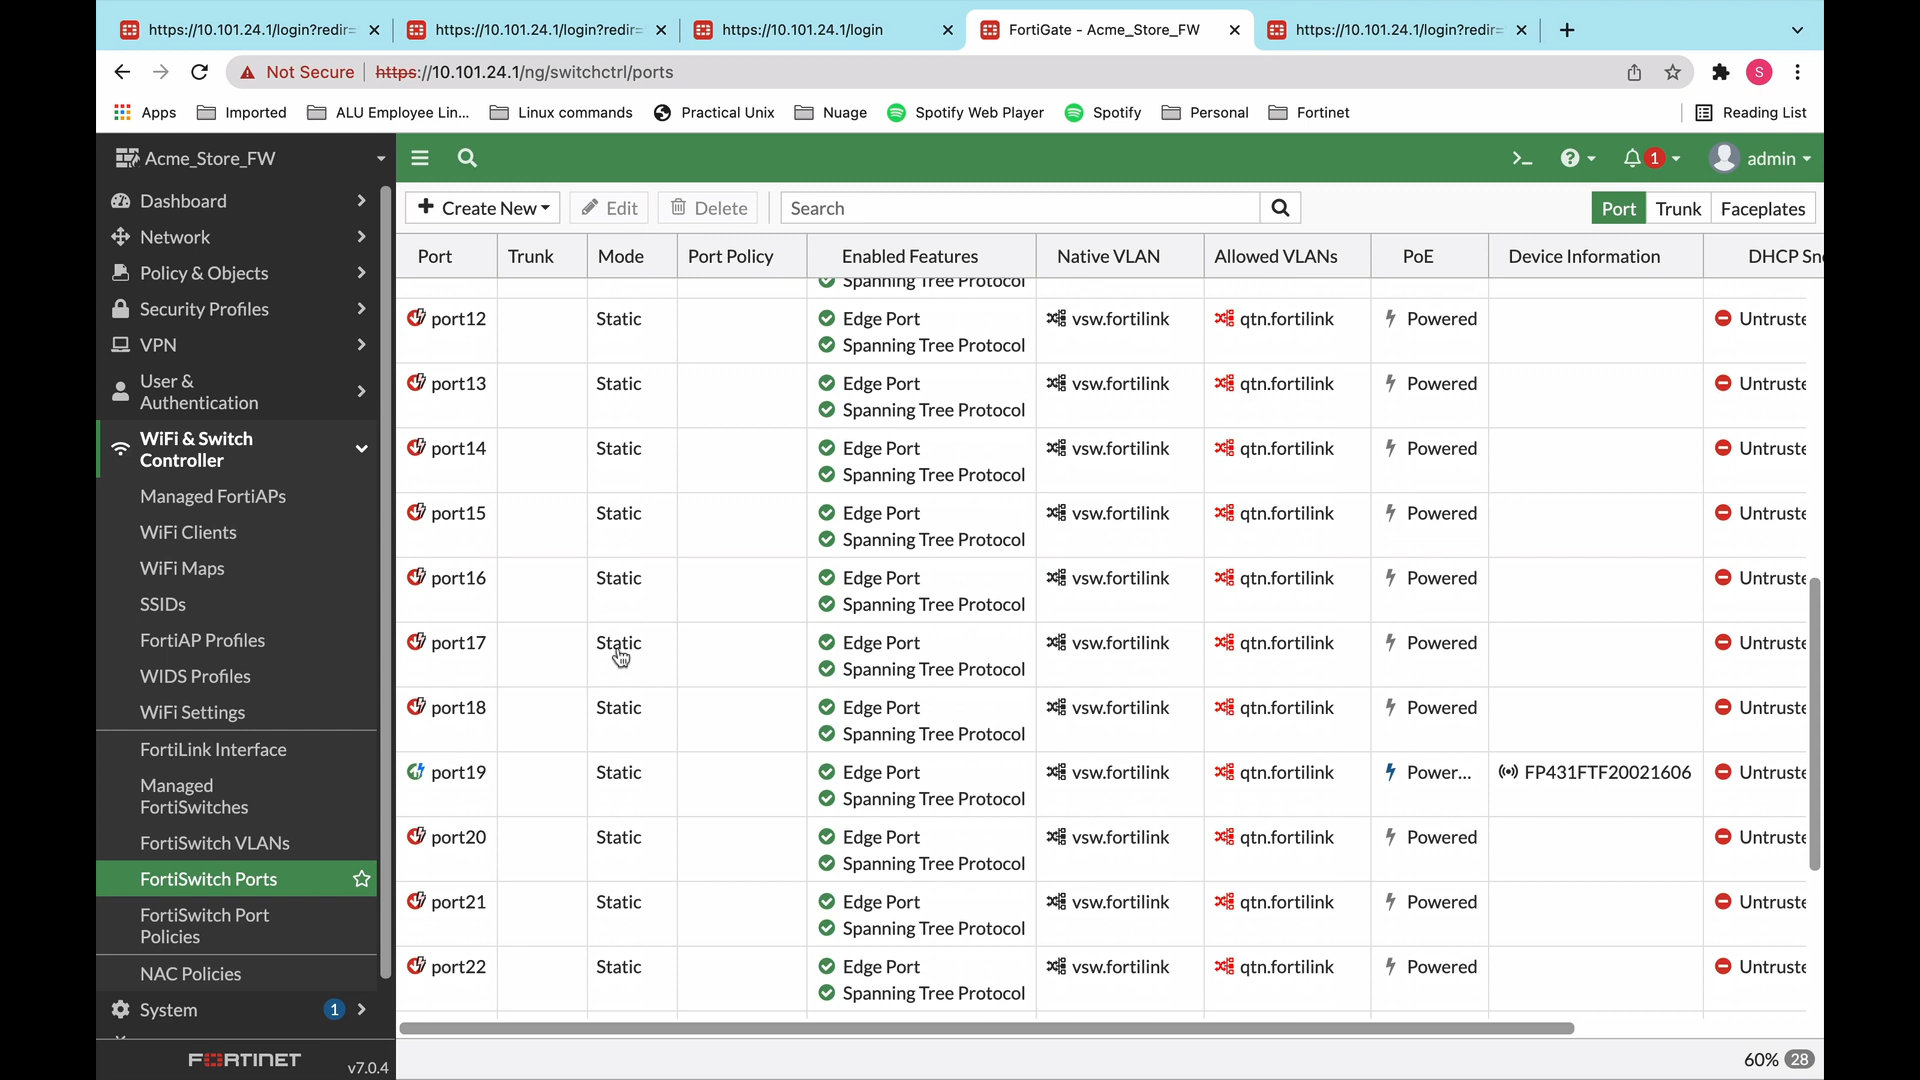 https://10.101.24.1/login?redir= https://10.101.24.1/login?redir= https://10.101.24.1/login FortiGate - Acme_Store_FW https://10.101.24.1/login?redir=
Not Secure https://10.101.24.1/ng/switchctrl/ports S
Apps Imported ALU Employee Lin... Linux commands Practical Unix Nuage Spotify Web Player Spotify Personal Fortinet Reading List
Acme_Store_FW
Dashboard
Network
Policy & Objects
Security Profiles
VPN
User &
Authentication
WiFi & Switch
Controller
Managed FortiAPs
WiFi Clients
WiFi Maps
SSIDs
FortiAP Profiles
WIDS Profiles
WiFi Settings
FortiLink Interface
Managed
FortiSwitches
FortiSwitch VLANs
FortiSwitch Ports
FortiSwitch Port
Policies
NAC Policies
System 1
FORTINET v7.0.4
>_ ? 1 admin
+ Create New Edit Delete Search Port Trunk Faceplates
Port Trunk Mode Port Policy Enabled Features Native VLAN Allowed VLANs PoE Device Information DHCP Sn
Spanning Tree Protocol
port12 Static Edge Port vsw.fortilink qtn.fortilink Powered Untruste
Spanning Tree Protocol
port13 Static Edge Port vsw.fortilink qtn.fortilink Powered Untruste
Spanning Tree Protocol
port14 Static Edge Port vsw.fortilink qtn.fortilink Powered Untruste
Spanning Tree Protocol
port15 Static Edge Port vsw.fortilink qtn.fortilink Powered Untruste
Spanning Tree Protocol
port16 Static Edge Port vsw.fortilink qtn.fortilink Powered Untruste
Spanning Tree Protocol
port17 Static Edge Port vsw.fortilink qtn.fortilink Powered Untruste
Spanning Tree Protocol
port18 Static Edge Port vsw.fortilink qtn.fortilink Powered Untruste
Spanning Tree Protocol
port19 Static Edge Port vsw.fortilink qtn.fortilink Power... FP431FTF20021606 Untruste
Spanning Tree Protocol
port20 Static Edge Port vsw.fortilink qtn.fortilink Powered Untruste
Spanning Tree Protocol
port21 Static Edge Port vsw.fortilink qtn.fortilink Powered Untruste
Spanning Tree Protocol
port22 Static Edge Port vsw.fortilink qtn.fortilink Powered Untruste
Spanning Tree Protocol
60% 28